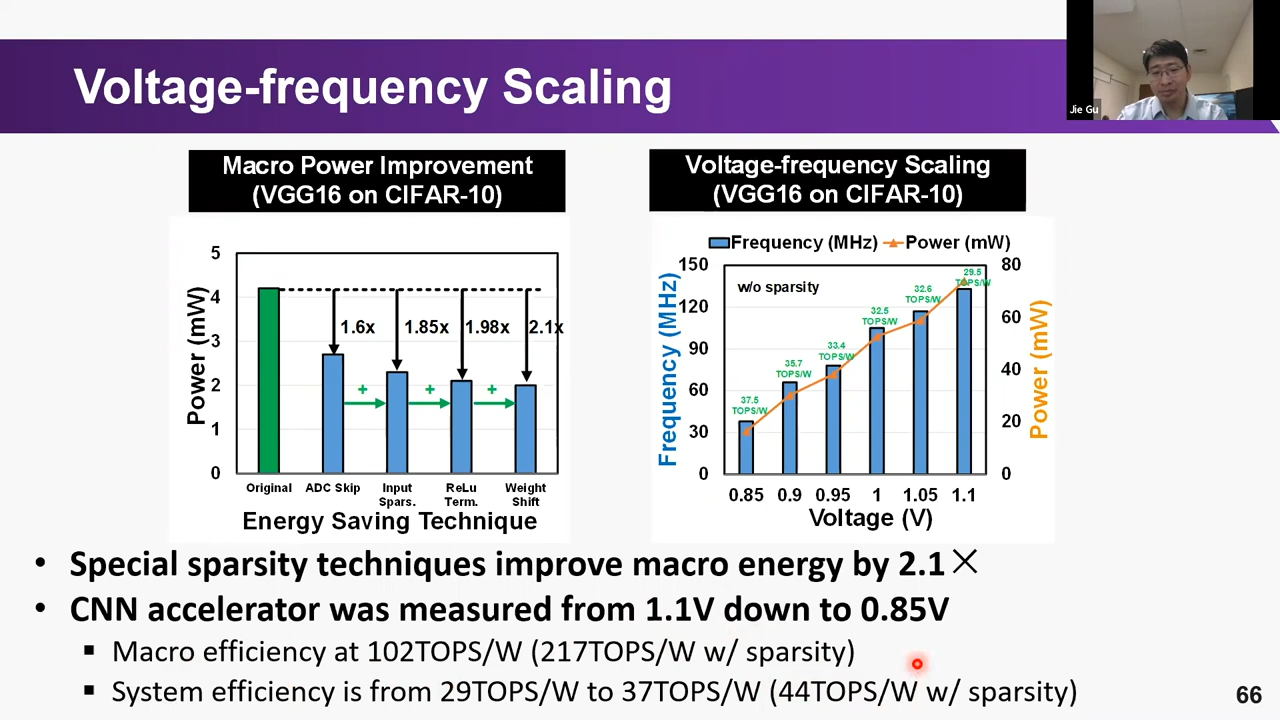 Voltage-frequency Scaling
Jie Gu
Macro Power Improvement
(VGG16 on CIFAR-10)
5
4
3
2
1
0
Power (mW)
1.6x
1.85x
1.98x
2.1x
+
+
+
Original
ADC Skip
Input
Spars.
ReLu
Term.
Weight
Shift
Energy Saving Technique
Voltage-frequency Scaling
(VGG16 on CIFAR-10)
Frequency (MHz)
Power (mW)
150
120
90
60
30
0
Frequency (MHz)
w/o sparsity
37.5
TOPS/W
35.7
TOPS/W
33.4
TOPS/W
32.5
TOPS/W
32.6
TOPS/W
29.5
TOPS/W
80
60
40
20
0
Power (mW)
0.85 0.9 0.95 1 1.05 1.1
Voltage (V)
• Special sparsity techniques improve macro energy by 2.1×
• CNN accelerator was measured from 1.1V down to 0.85V
▪ Macro efficiency at 102TOPS/W (217TOPS/W w/ sparsity)
▪ System efficiency is from 29TOPS/W to 37TOPS/W (44TOPS/W w/ sparsity)
66